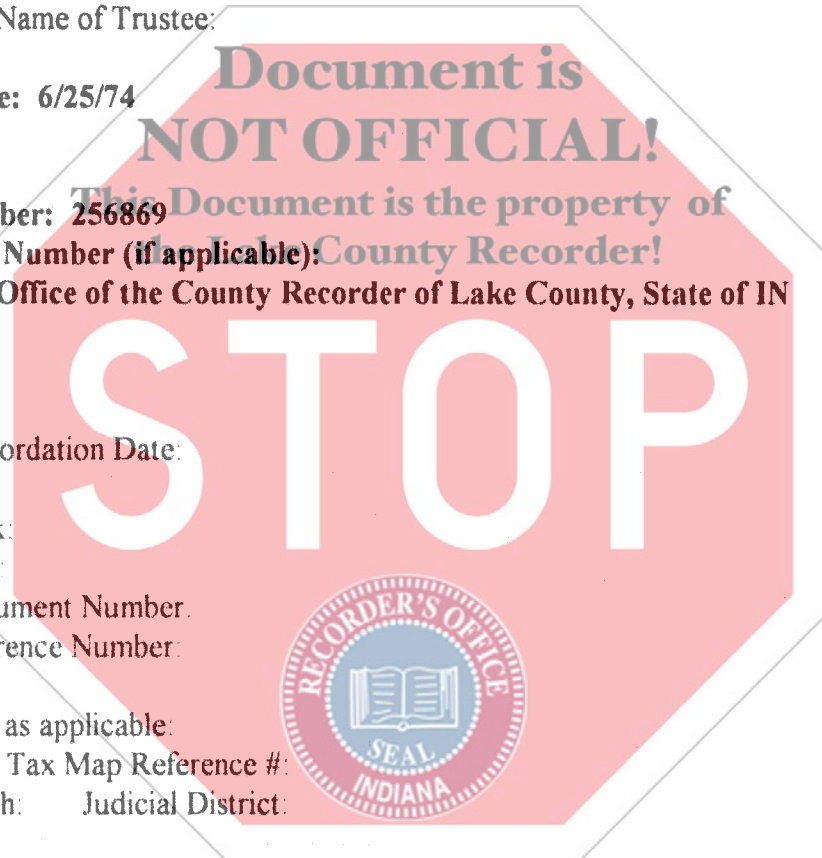 Name of Trustee:
Document is
e: 6/25/74
NOT OFFICIAL!
This Document is the property of
ber: 256869
the Lake County Recorder!
Number (if applicable):
Office of the County Recorder of Lake County, State of IN
STOP
ordation Date:
k:
ument Number.
rence Number:
RECORDER'S OFFICE
SEAL
INDIANA
as applicable:
Tax Map Reference #:
h: Judicial District: